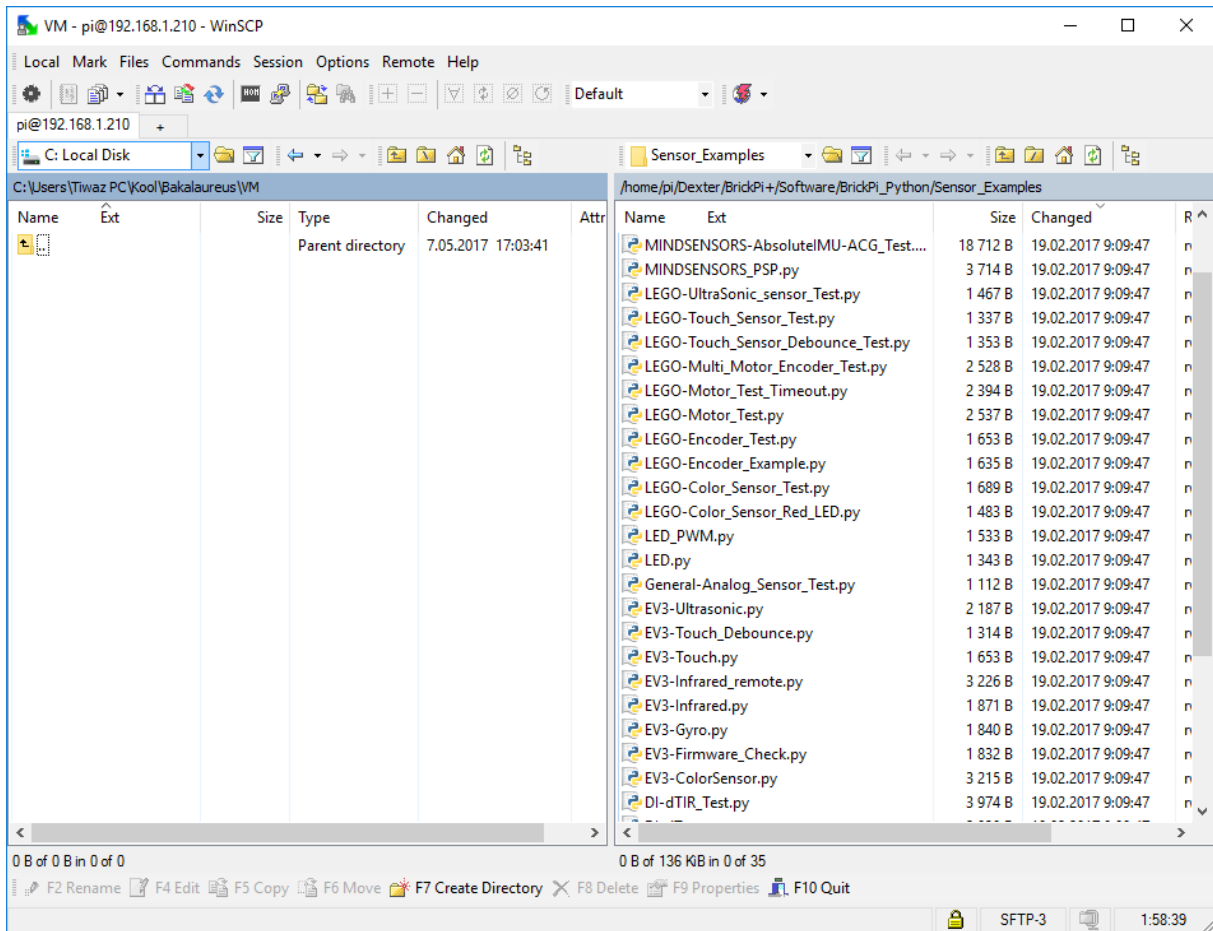 VM - pi@192.168.1.210 - WinSCP
Local Mark Files Commands Session Options Remote Help
Default
pi@192.168.1.210 +
C: Local Disk
Sensor_Examples
C:\Users\Tiwaz PC\Kool\Bakalaureus\VM
/home/pi/Dexter/BrickPi+/Software/BrickPi_Python/Sensor_Examples
Name Ext Size Type Changed Attr
.. Parent directory 7.05.2017 17:03:41
Name Ext Size Changed R
MINDSENSORS-AbsoluteIMU-ACG_Test.... 18 712 B 19.02.2017 9:09:47
MINDSENSORS_PSP.py 3 714 B 19.02.2017 9:09:47
LEGO-UltraSonic_sensor_Test.py 1 467 B 19.02.2017 9:09:47
LEGO-Touch_Sensor_Test.py 1 337 B 19.02.2017 9:09:47
LEGO-Touch_Sensor_Debounce_Test.py 1 353 B 19.02.2017 9:09:47
LEGO-Multi_Motor_Encoder_Test.py 2 528 B 19.02.2017 9:09:47
LEGO-Motor_Test_Timeout.py 2 394 B 19.02.2017 9:09:47
LEGO-Motor_Test.py 2 537 B 19.02.2017 9:09:47
LEGO-Encoder_Test.py 1 653 B 19.02.2017 9:09:47
LEGO-Encoder_Example.py 1 635 B 19.02.2017 9:09:47
LEGO-Color_Sensor_Test.py 1 689 B 19.02.2017 9:09:47
LEGO-Color_Sensor_Red_LED.py 1 483 B 19.02.2017 9:09:47
LED_PWM.py 1 533 B 19.02.2017 9:09:47
LED.py 1 343 B 19.02.2017 9:09:47
General-Analog_Sensor_Test.py 1 112 B 19.02.2017 9:09:47
EV3-Ultrasonic.py 2 187 B 19.02.2017 9:09:47
EV3-Touch_Debounce.py 1 314 B 19.02.2017 9:09:47
EV3-Touch.py 1 653 B 19.02.2017 9:09:47
EV3-Infrared_remote.py 3 226 B 19.02.2017 9:09:47
EV3-Infrared.py 1 871 B 19.02.2017 9:09:47
EV3-Gyro.py 1 840 B 19.02.2017 9:09:47
EV3-Firmware_Check.py 1 832 B 19.02.2017 9:09:47
EV3-ColorSensor.py 3 215 B 19.02.2017 9:09:47
DI-dTIR_Test.py 3 974 B 19.02.2017 9:09:47
0 B of 0 B in 0 of 0
0 B of 136 KiB in 0 of 35
F2 Rename F4 Edit F5 Copy F6 Move F7 Create Directory F8 Delete F9 Properties F10 Quit
SFTP-3 1:58:39